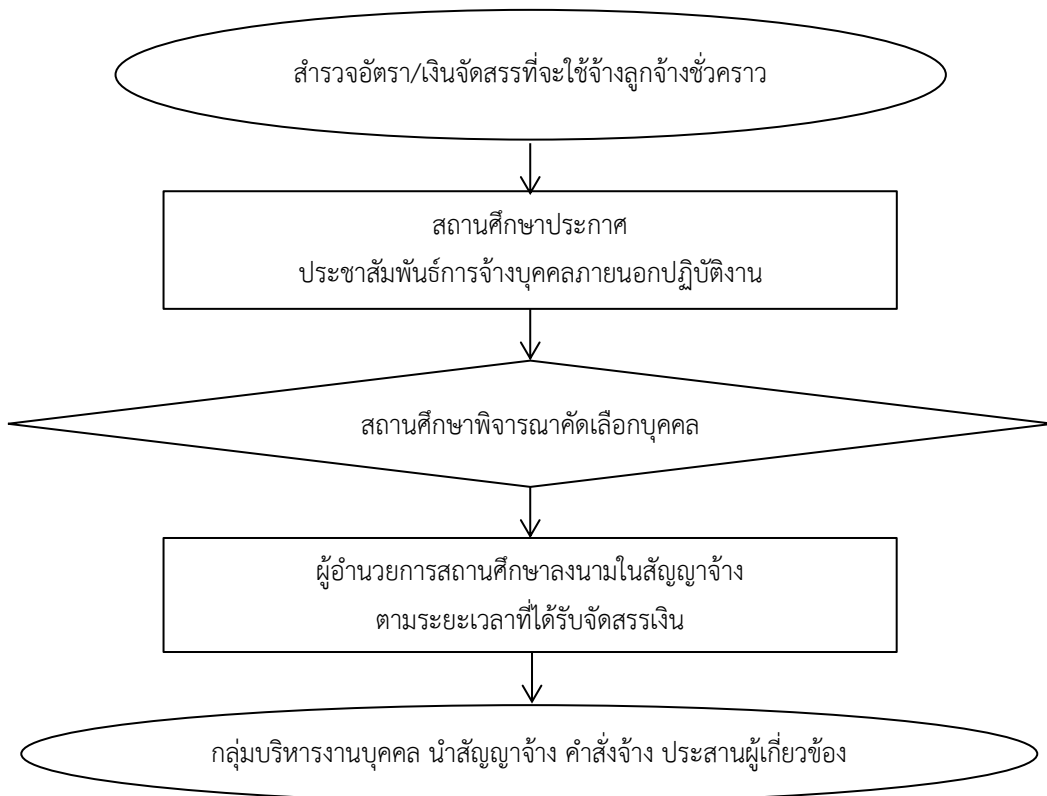 สำรวจอัตรา/เงินจัดสรรที่จะใช้จ้างลูกจ้างชั่วคราว
สถานศึกษาประกาศ
ประชาสัมพันธ์การจ้างบุคคลภายนอกปฏิบัติงาน
สถานศึกษาพิจารณาคัดเลือกบุคคล
ผู้อำนวยการสถานศึกษาลงนามในสัญญาจ้าง
ตามระยะเวลาที่ได้รับจัดสรรเงิน
กลุ่มบริหารงานบุคคล นำสัญญาจ้าง คำสั่งจ้าง ประสานผู้เกี่ยวข้อง